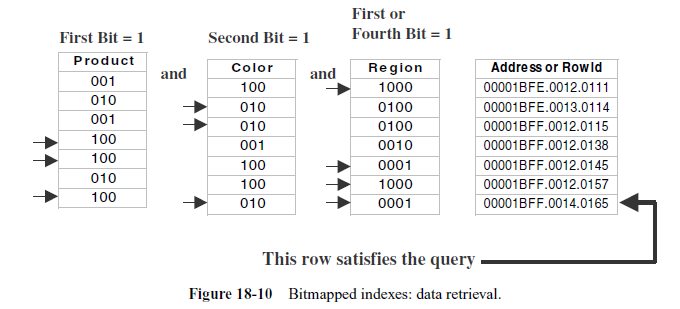 First Bit = 1
Second Bit = 1
First or
Fourth Bit = 1
Product
001
010
001
100
100
010
100
and
Color
100
010
010
001
100
100
010
and
Region
1000
0100
0100
0010
0001
1000
0001
Address or RowId
00001BFE.0012.0111
00001BFE.0013.0114
00001BFF.0012.0115
00001BFF.0012.0138
00001BFF.0012.0145
00001BFF.0012.0157
00001BFF.0014.0165
This row satisfies the query
Figure 18-10 Bitmapped indexes: data retrieval.